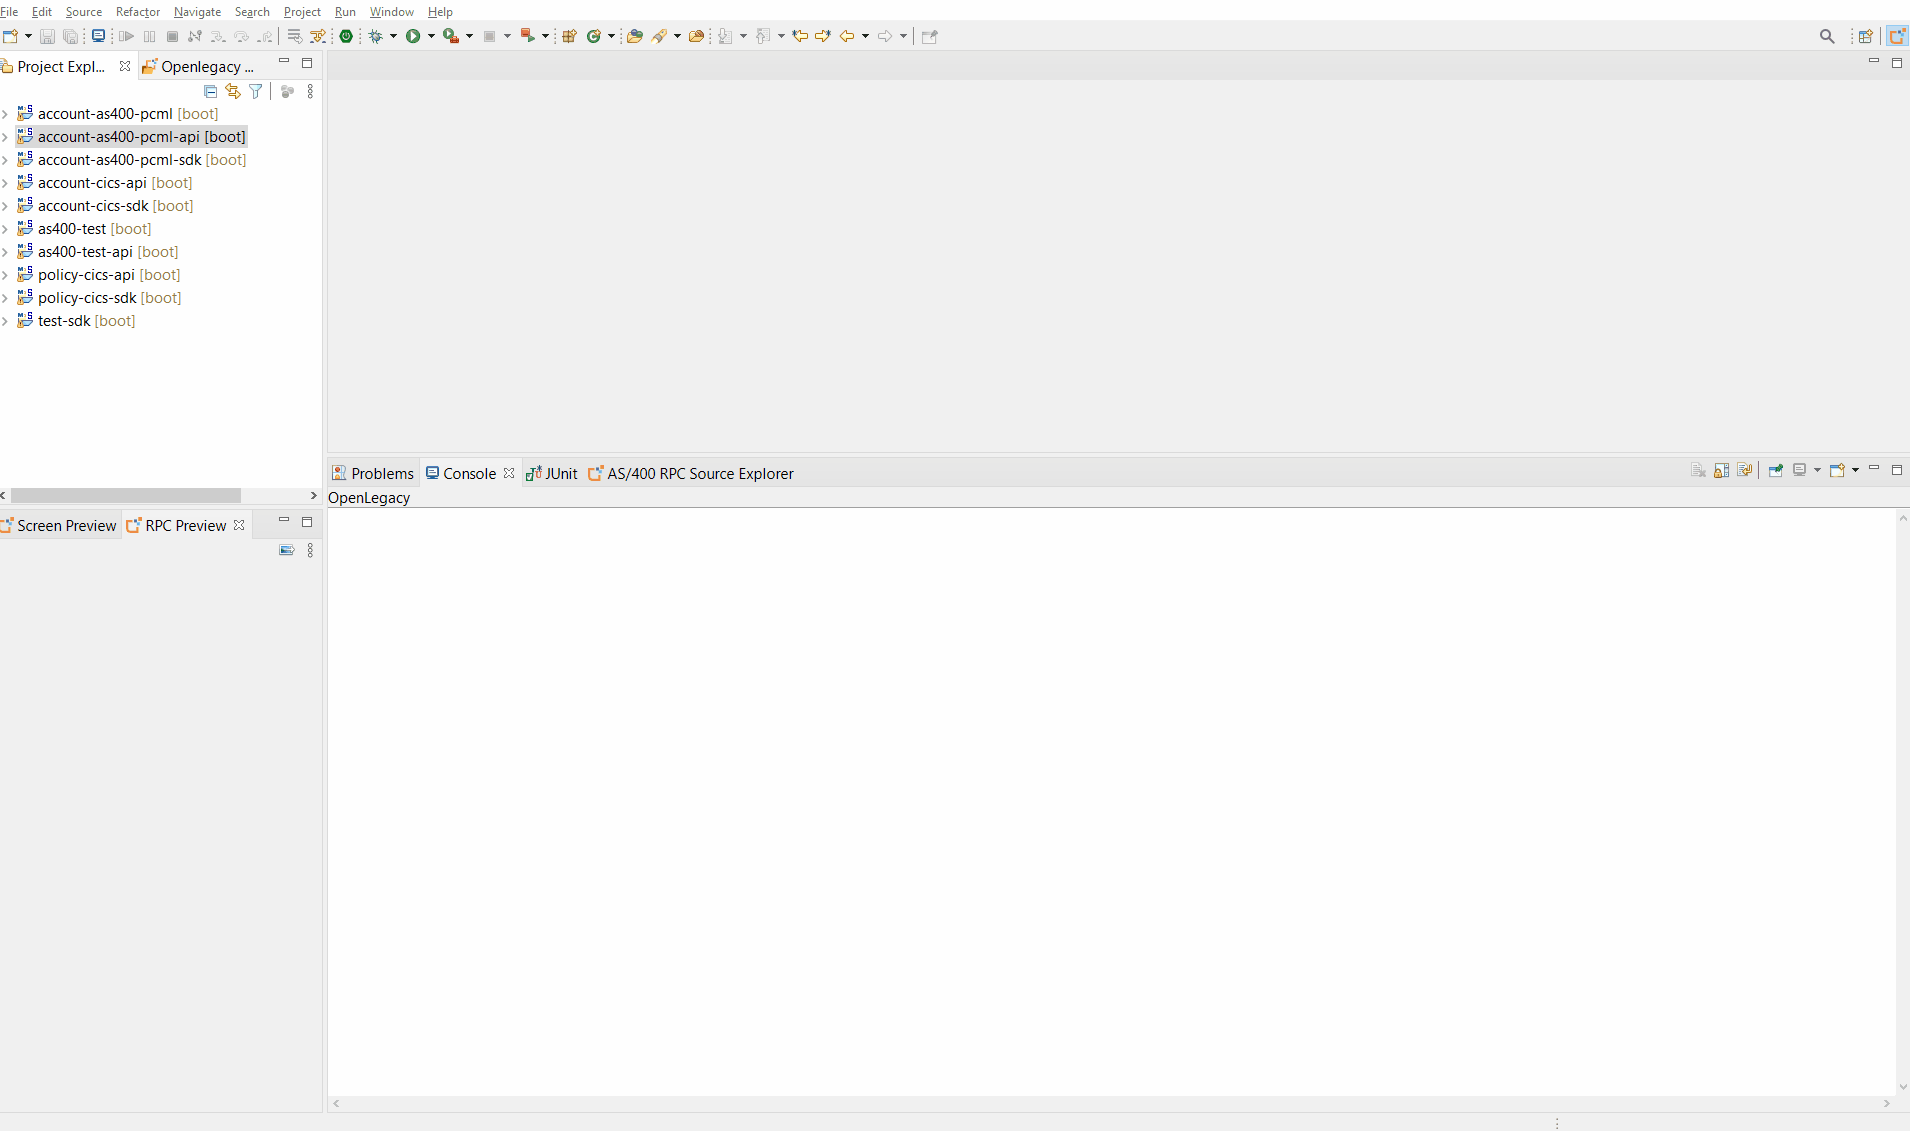 File Edit Source Refactor Navigate Search Project Run Window Help
Project Expl... Openlegacy ...
account-as400-pcml [boot]
account-as400-pcml-api [boot]
account-as400-pcml-sdk [boot]
account-cics-api [boot]
account-cics-sdk [boot]
as400-test [boot]
as400-test-api [boot]
policy-cics-api [boot]
policy-cics-sdk [boot]
test-sdk [boot]
Screen Preview RPC Preview
Problems Console JUnit AS/400 RPC Source Explorer
OpenLegacy